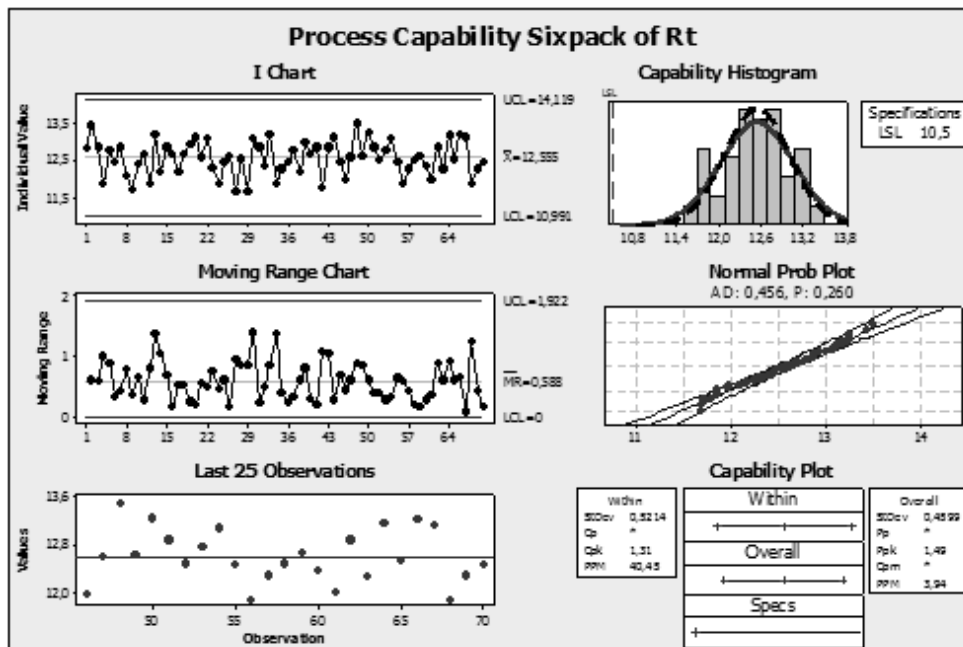 Process Capability Sixpack of Rt
I Chart
Individual Value
13,5
12,5
11,5
1 8 15 22 29 36 43 50 57 64
UCL=14,119
X=12,555
LCL=10,991
Capability Histogram
LSL
10,8 11,4 12,0 12,6 13,2 13,8
Specifications
LSL 10,5
Moving Range Chart
Moving Range
2
1
0
1 8 15 22 29 36 43 50 57 64
UCL=1,922
MR=0,588
LCL=0
Normal Prob Plot
AD: 0,456, P: 0,260
11 12 13 14
Last 25 Observations
Values
13,6
12,8
12,0
50 55 60 65 70
Observation
Capability Plot
Within
StDev 0,5214
Cp *
Cpk 1,31
PPM 40,45
Within
Overall
Specs
Overall
StDev 0,4599
Pp *
Ppk 1,49
Cpm *
PPM 3,94